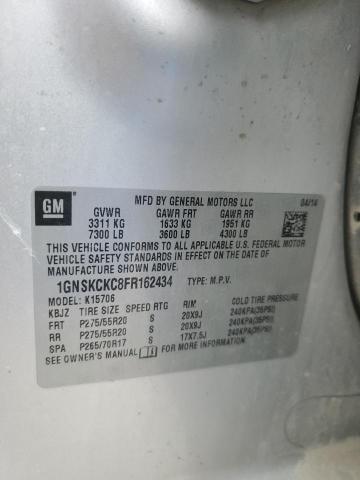 GM
MFD BY GENERAL MOTORS LLC 04/14
GVWR GAWR FRT GAWR RR
3311 KG 1633 KG 1951 KG
7300 LB 3600 LB 4300 LB
THIS VEHICLE CONFORMS TO ALL APPLICABLE U.S. FEDERAL MOTOR
VEHICLE SAFETY STANDARDS IN EFFECT ON THE DATE OF
MANUFACTURE SHOWN ABOVE.
1GNSKCKC8FR162434 TYPE: M.P.V.
MODEL: K15706
KBJZ TIRE SIZE SPEED RTG RIM COLD TIRE PRESSURE
FRT P275/55R20 S 20X9J 240KPA(35PSI)
RR P275/55R20 S 20X9J 240KPA(35PSI)
SPA P265/70R17 S 17X7.5J 240KPA(35PSI)
SEE OWNER'S MANUAL FOR ADDITIONAL INFORMATION.